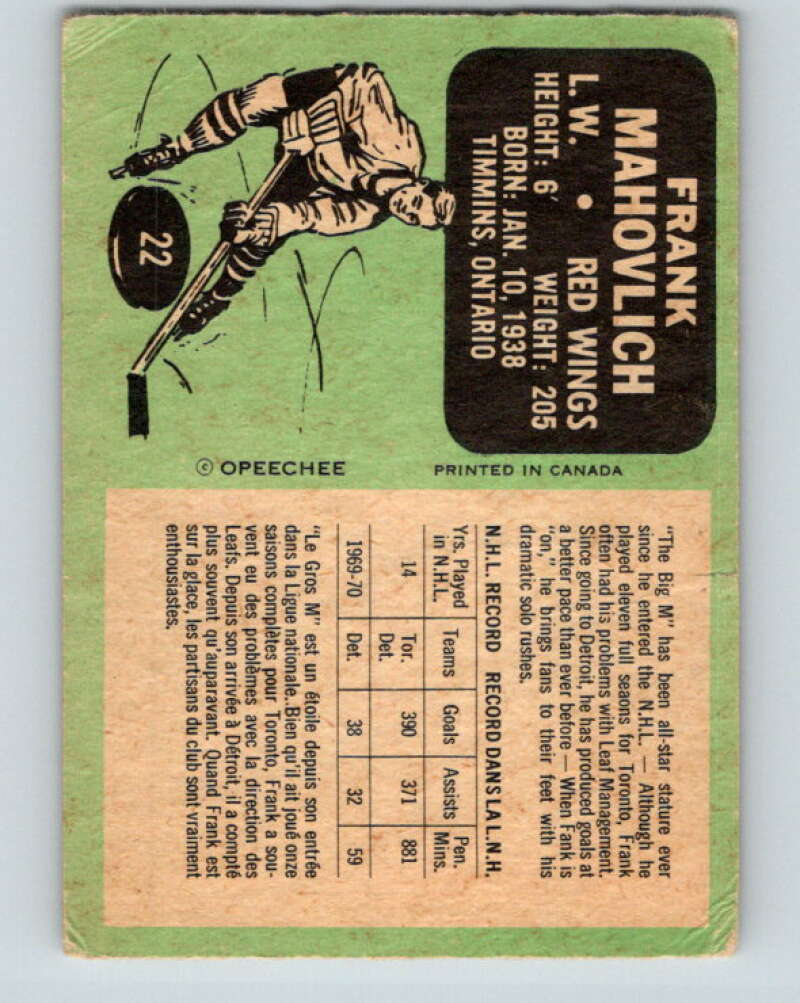 FRANK
MAHOVLICH
L. W. • RED WINGS
HEIGHT: 6′ WEIGHT: 205
BORN: JAN. 10, 1938
TIMMINS, ONTARIO
22
© OPEECHEE PRINTED IN CANADA
"The Big M" has been all-star stature ever
since he entered the N.H.L. — Although he
played eleven full seaons for Toronto, Frank
often had his problems with Leaf Management.
Since going to Detroit, he has produced goals at
a better pace than ever before — When Fank is
"on," he brings fans to their feet with his
dramatic solo rushes.
N.H.L. RECORD RECORD DANS LA L.N.H.
Yrs. Played in N.H.L. Teams Goals Assists Pen. Mins.
14 Tor. Det. 390 371 881
1969-70 Det. 38 32 59
"Le Gros M" est un étoile depuis son entrée
dans la Ligue nationale. Bien qu'il ait joué onze
saisons complètes pour Toronto, Frank a sou-
vent eu des problèmes avec la direction des
Leafs. Depuis son arrivée à Détroit, il a compté
plus souvent qu'auparavant. Quand Frank est
sur la glace, les partisans du club sont vraiment
enthousiastes.